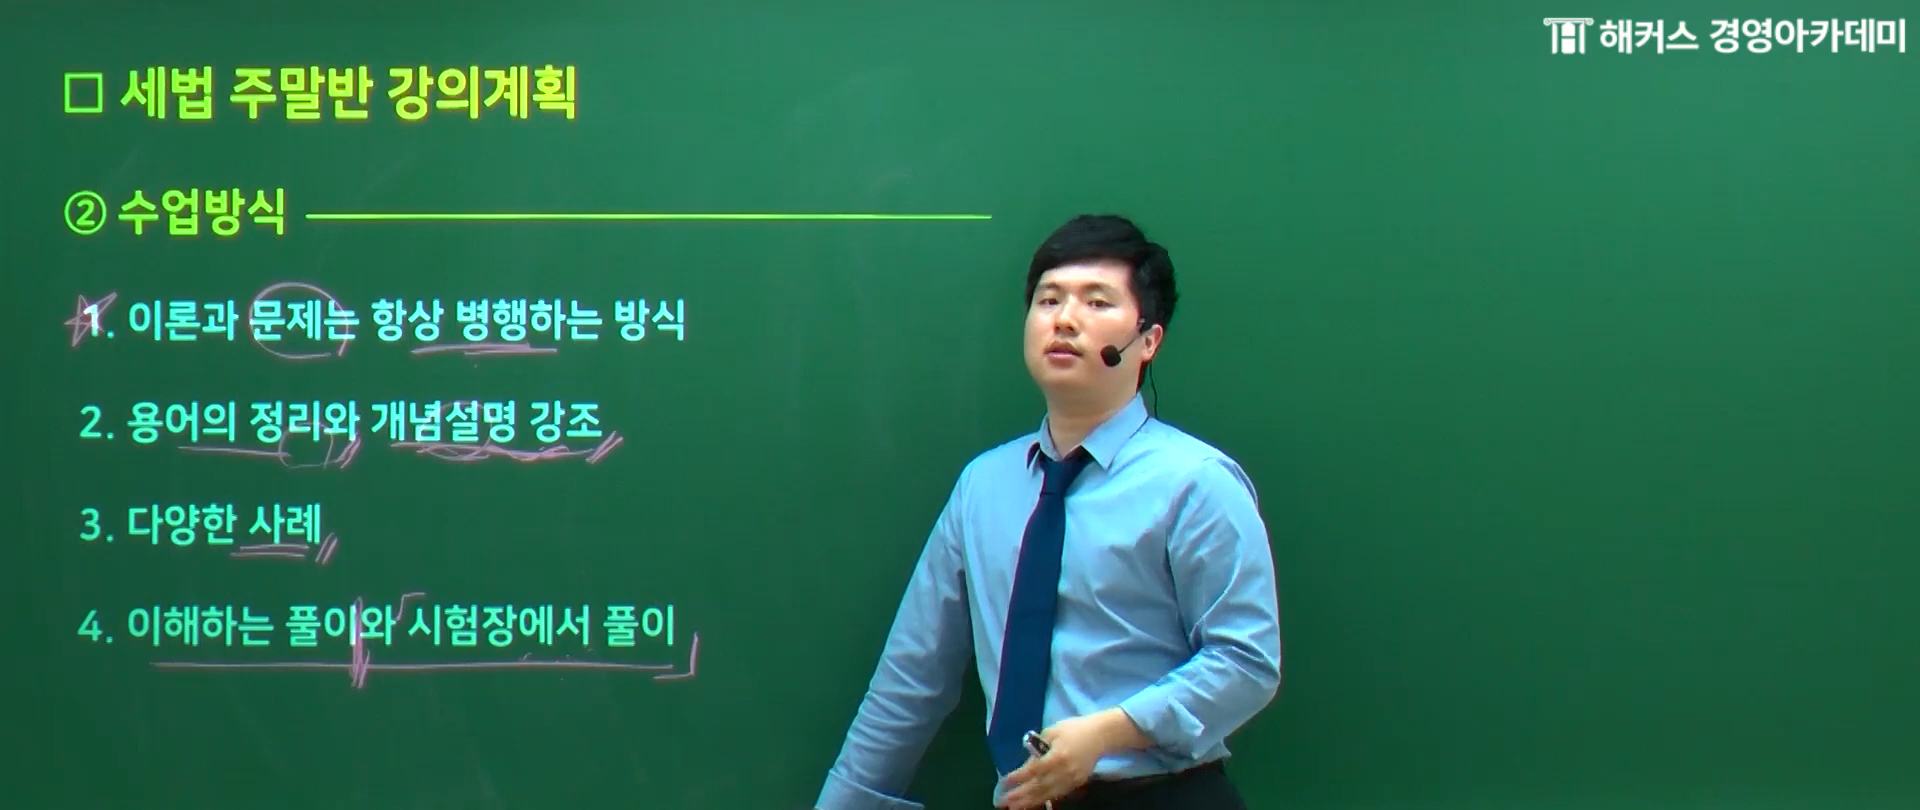 해커스 경영아카데미
□ 세법 주말반 강의계획
② 수업방식
1. 이론과 문제는 항상 병행하는 방식
2. 용어의 정리와 개념설명 강조
3. 다양한 사례
4. 이해하는 풀이와 시험장에서 풀이